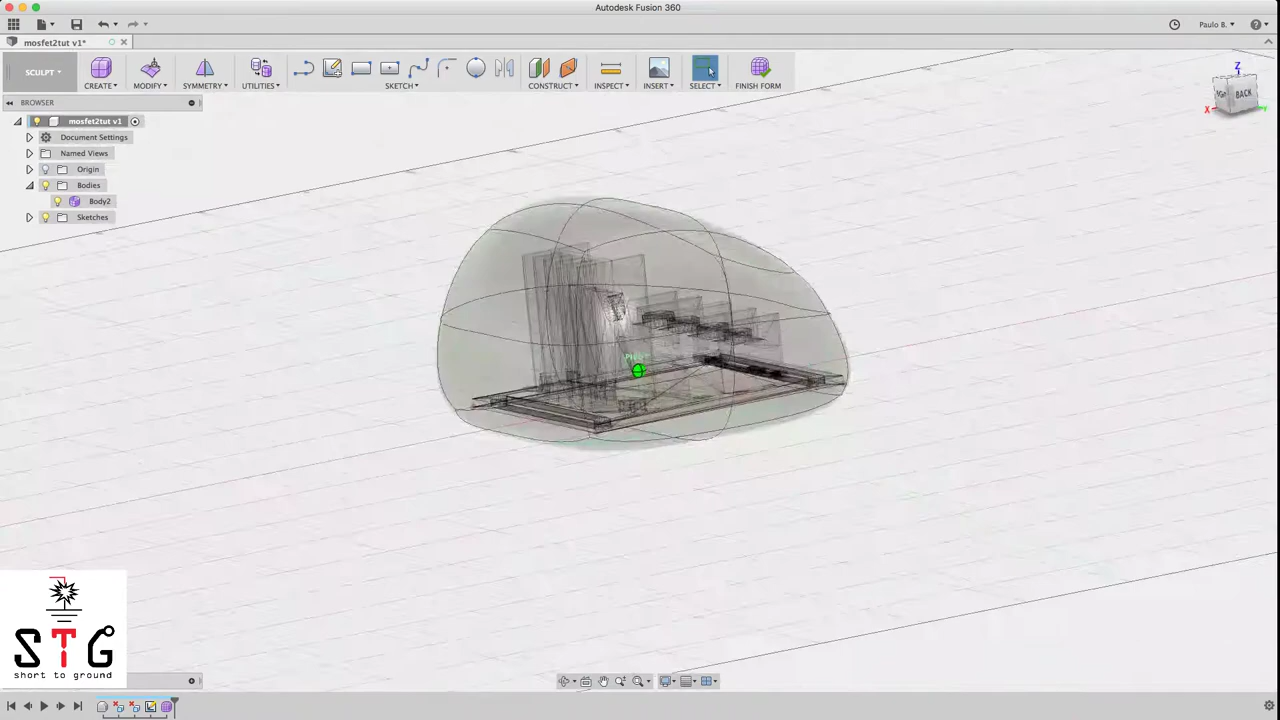 Autodesk Fusion 360
Paulo B.
mosfet2tut v1*
SCULPT
CREATE
MODIFY
SYMMETRY
UTILITIES
SKETCH
CONSTRUCT
INSPECT
INSERT
SELECT
FINISH FORM
BROWSER
mosfet2tut v1
Document Settings
Named Views
Origin
Bodies
Body2
Sketches
Z
BACK
X
Y
STG
short to ground